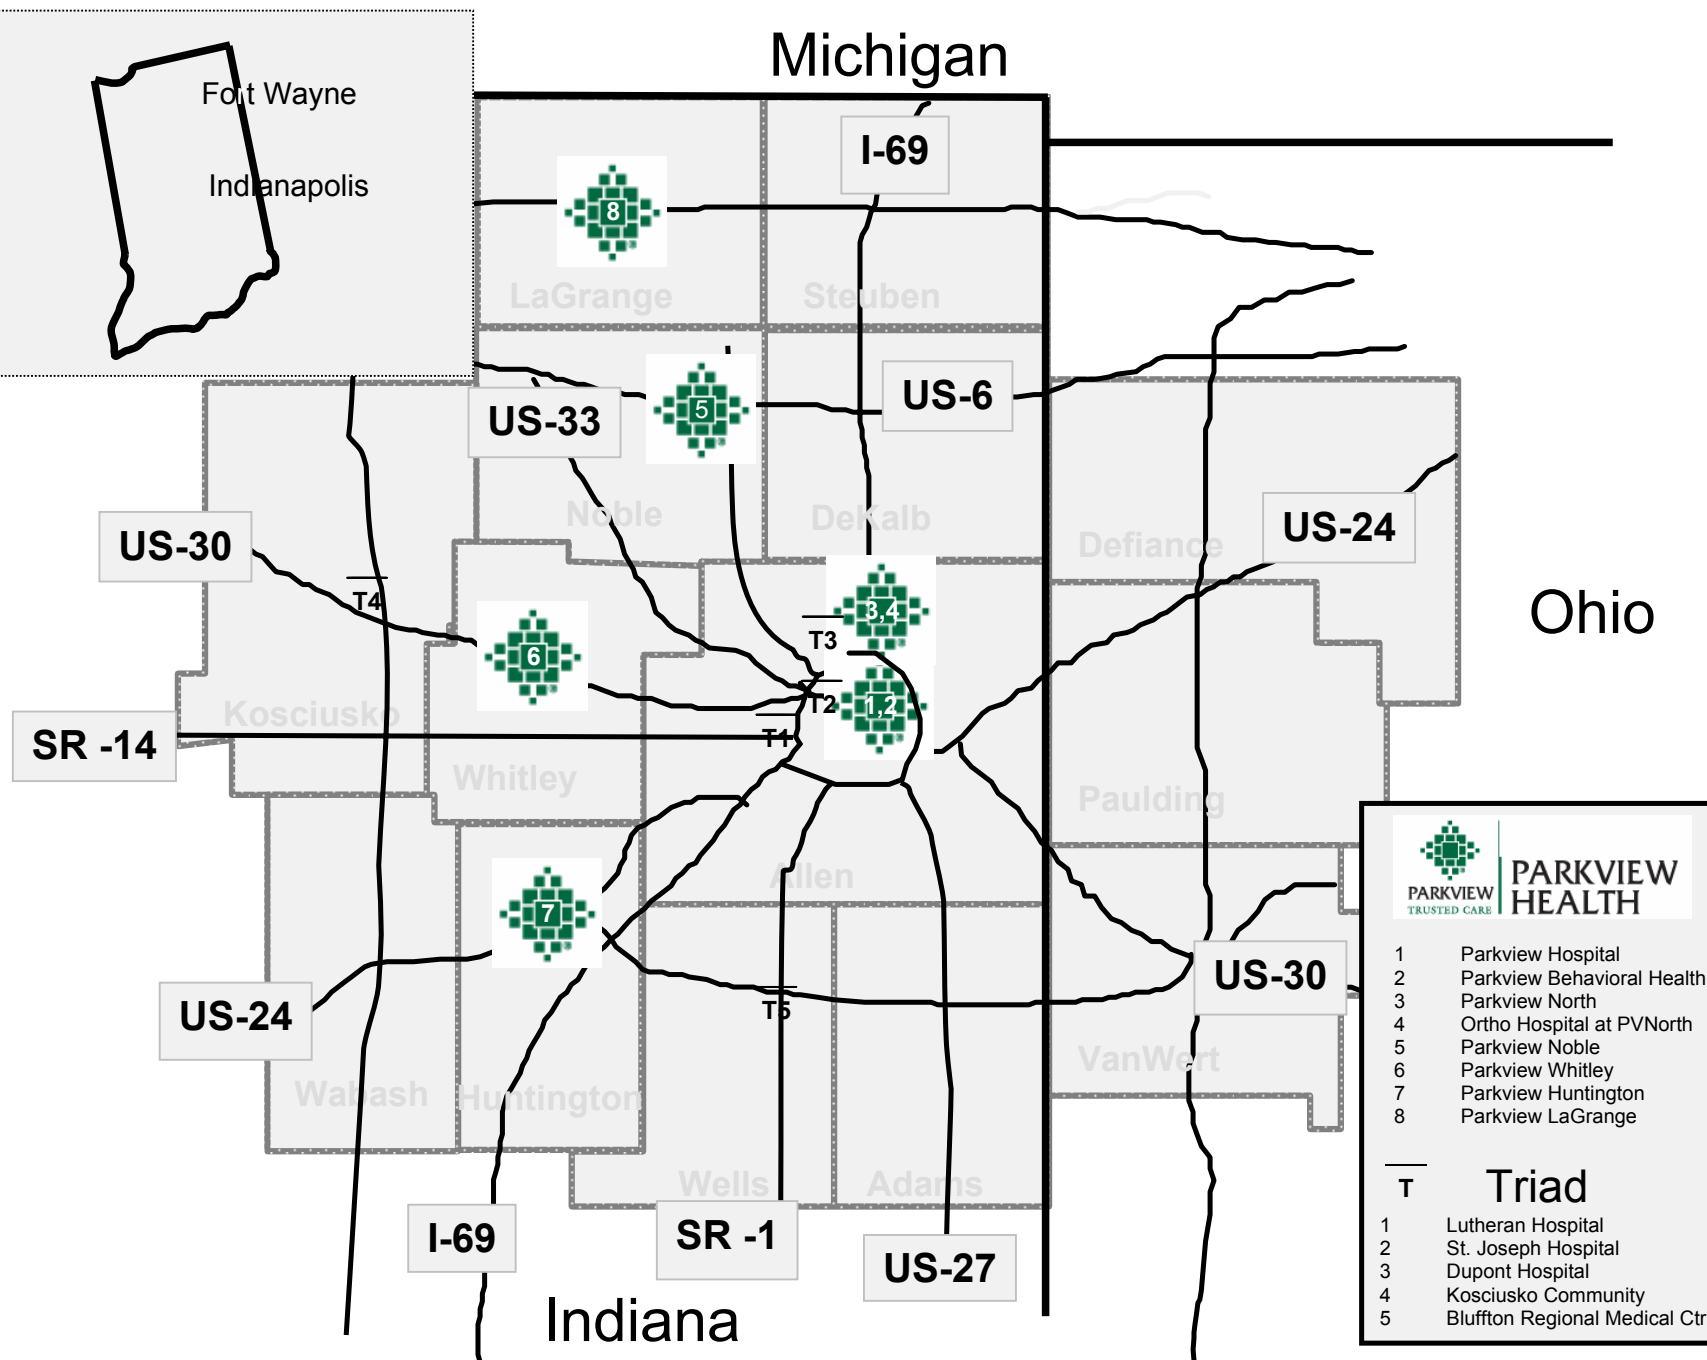 Michigan
Fort Wayne
Indianapolis
I-69
8
LaGrange
Steuben
US-33
5
US-6
Noble
DeKalb
Defiance
US-24
US-30
T4
3,4
T3
Ohio
6
T2
1,2
Kosciusko
SR -14
T1
Whitley
Paulding
Allen
7
US-24
T5
US-30
VanWert
Wabash
Huntington
Wells
Adams
I-69
SR -1
US-27
Indiana
PARKVIEW
TRUSTED CARE
PARKVIEW
HEALTH
1 Parkview Hospital
2 Parkview Behavioral Health
3 Parkview North
4 Ortho Hospital at PVNorth
5 Parkview Noble
6 Parkview Whitley
7 Parkview Huntington
8 Parkview LaGrange
T Triad
1 Lutheran Hospital
2 St. Joseph Hospital
3 Dupont Hospital
4 Kosciusko Community
5 Bluffton Regional Medical Ctr